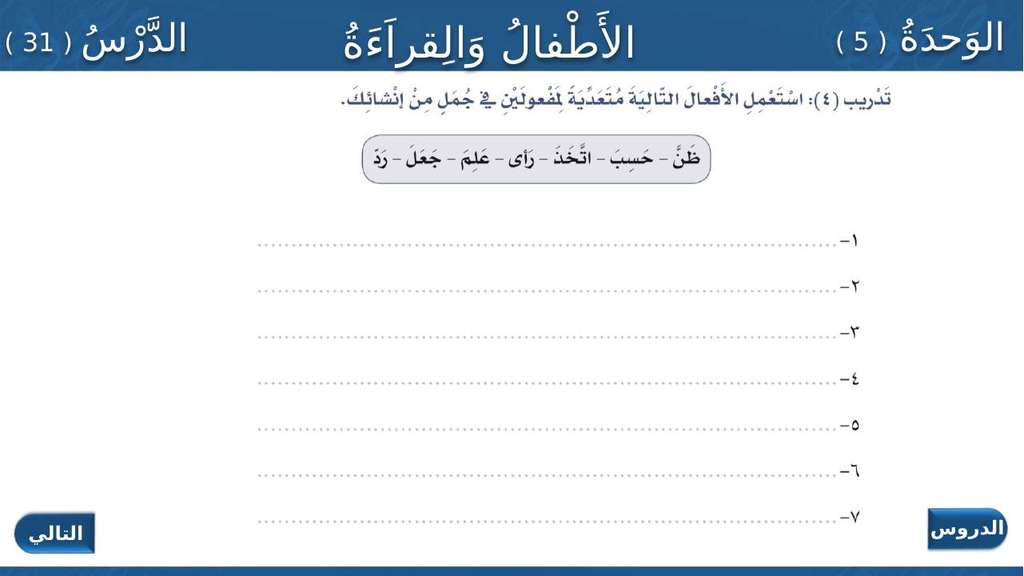 الوَحدَةُ ( 5 )
الأَطْفالُ وَالِقراَءَةُ
الدَّرْسُ ( 31 )
تَدْريب (٤): اسْتَعْمِلِ الأَفْعالَ التّالِيَةَ مُتَعَدِّيَةً لِمَفْعولَيْنِ في جُمَلٍ مِنْ إنْشائِكَ.
ظَنَّ – حَسِبَ – اتَّخَذَ – رَأى – عَلِمَ – جَعَلَ – رَدّ
١–
٢–
٣–
٤–
٥–
٦–
٧–
الدروس
التالي